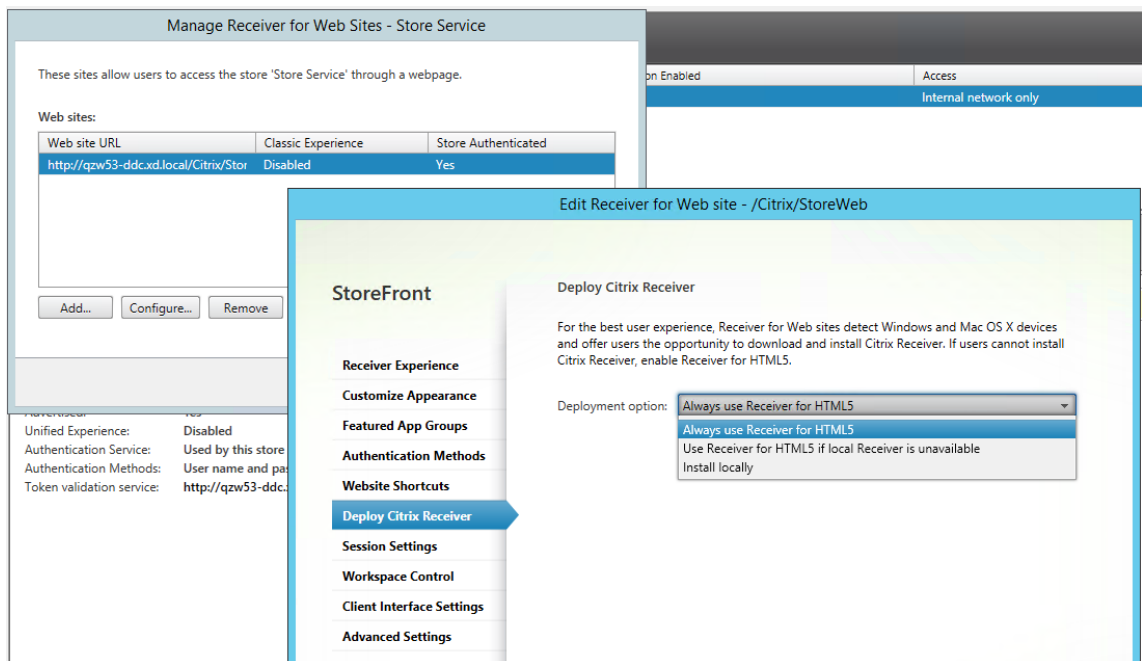 Manage Receiver for Web Sites - Store Service
These sites allow users to access the store 'Store Service' through a webpage.
Web sites:
Web site URL Classic Experience Store Authenticated
http://qzw53-ddc.xd.local/Citrix/Stor Disabled Yes
Add... Configure... Remove
on Enabled Access
Internal network only
Unified Experience: Disabled
Authentication Service: Used by this store
Authentication Methods: User name and pas
Token validation service: http://qzw53-ddc.
Edit Receiver for Web site - /Citrix/StoreWeb
StoreFront
Receiver Experience
Customize Appearance
Featured App Groups
Authentication Methods
Website Shortcuts
Deploy Citrix Receiver
Session Settings
Workspace Control
Client Interface Settings
Advanced Settings
Deploy Citrix Receiver
For the best user experience, Receiver for Web sites detect Windows and Mac OS X devices
and offer users the opportunity to download and install Citrix Receiver. If users cannot install
Citrix Receiver, enable Receiver for HTML5.
Deployment option: Always use Receiver for HTML5
Always use Receiver for HTML5
Use Receiver for HTML5 if local Receiver is unavailable
Install locally